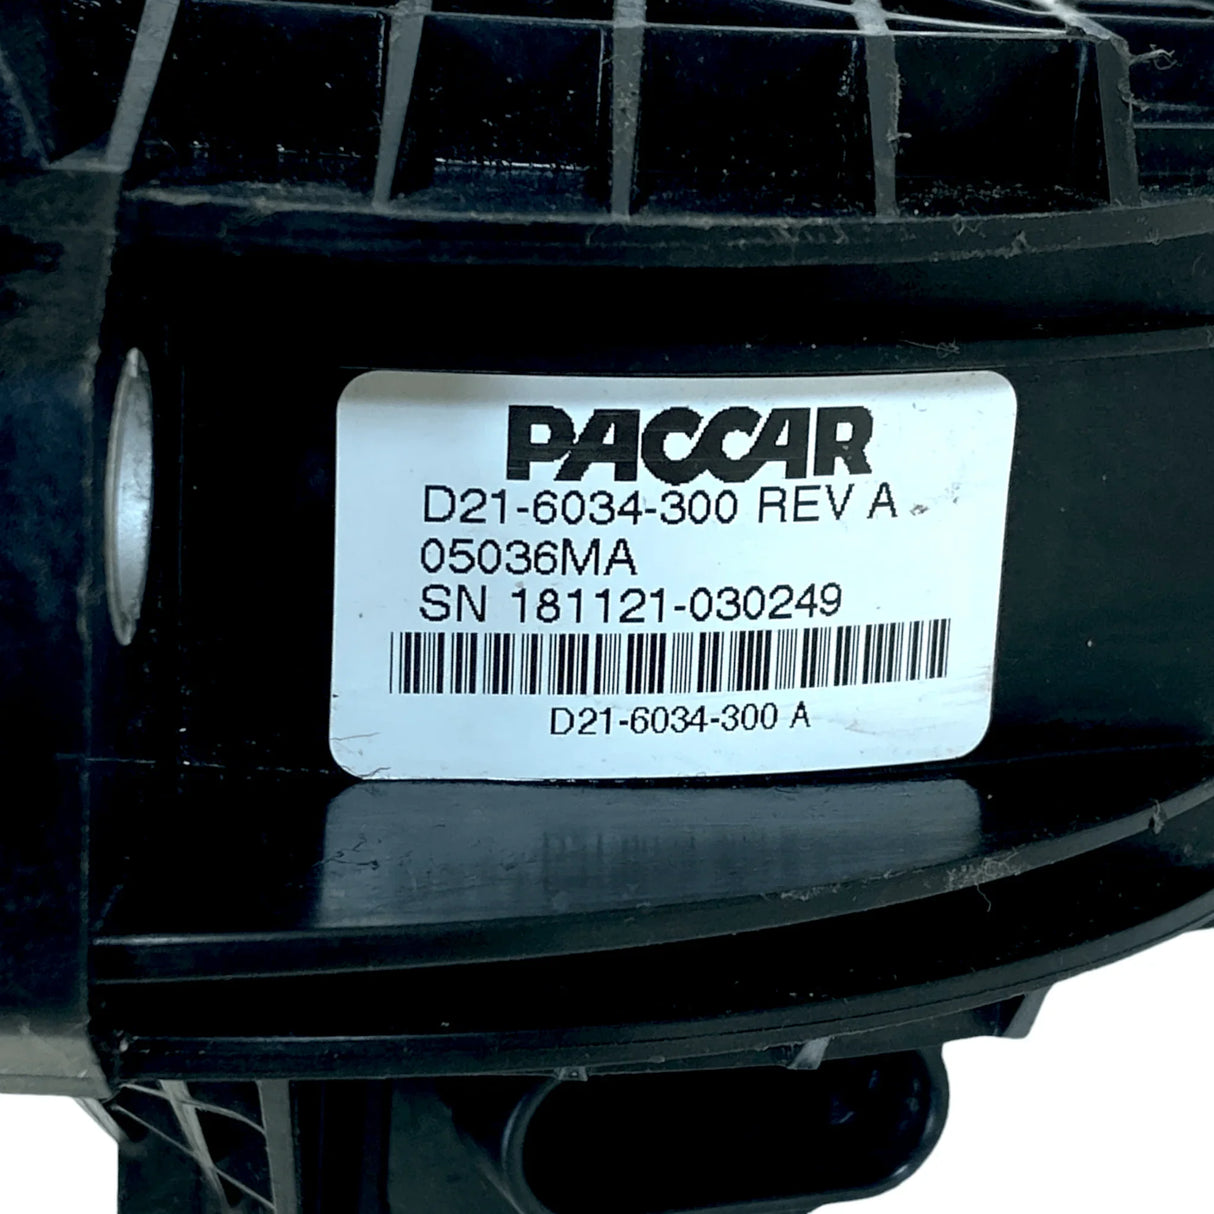 PACCAR
D21-6034-300 REV A
05036MA
SN 181121-030249
D21-6034-300 A